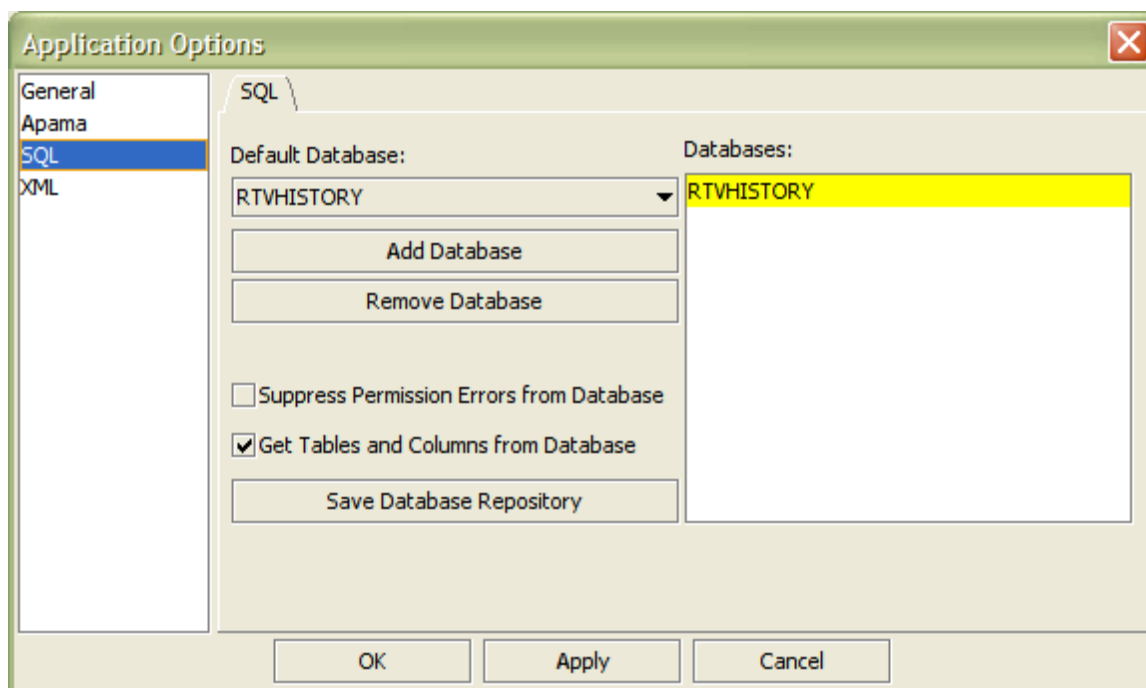 Application Options
General
Apama
SQL
XML
SQL
Default Database:
RTVHISTORY
Add Database
Remove Database
Suppress Permission Errors from Database
Get Tables and Columns from Database
Save Database Repository
Databases:
RTVHISTORY
OK
Apply
Cancel